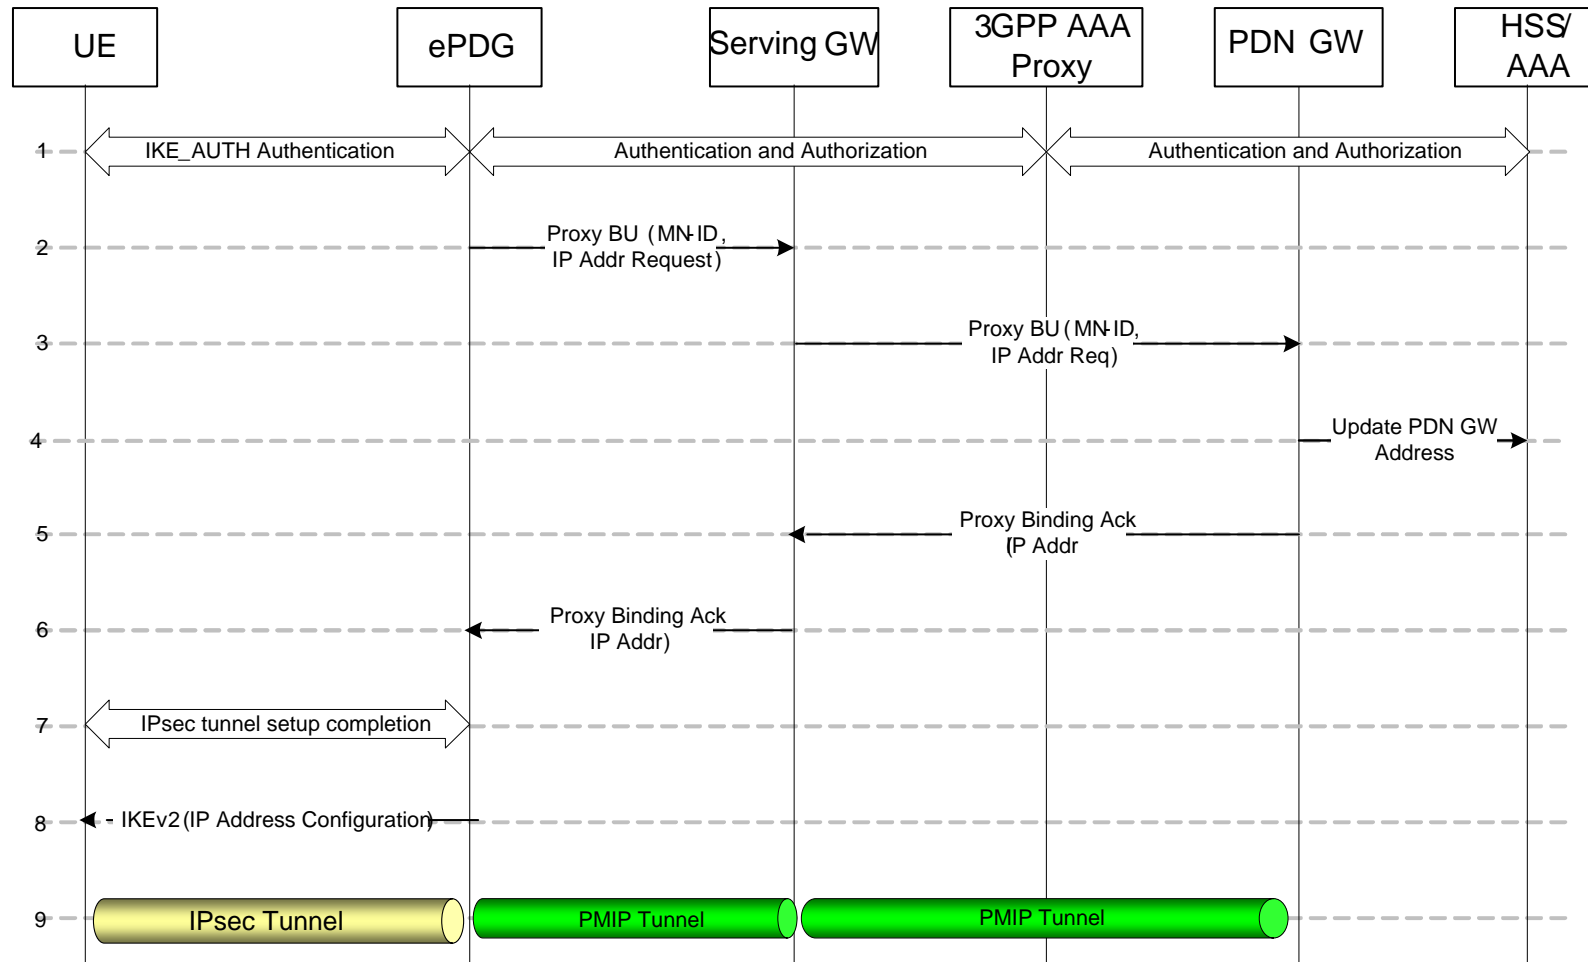 UE
ePDG
Serving GW
3GPP AAA
Proxy
PDN GW
HSS/
AAA
1
IKE_AUTH Authentication
Authentication and Authorization
Authentication and Authorization
2
Proxy BU (MN-ID,
IP Addr Request)
3
Proxy BU (MN-ID,
IP Addr Req)
4
Update PDN GW
Address
5
Proxy Binding Ack
(IP Addr
6
Proxy Binding Ack
IP Addr)
7
IPsec tunnel setup completion
8
IKEv2 (IP Address Configuration)
9
IPsec Tunnel
PMIP Tunnel
PMIP Tunnel